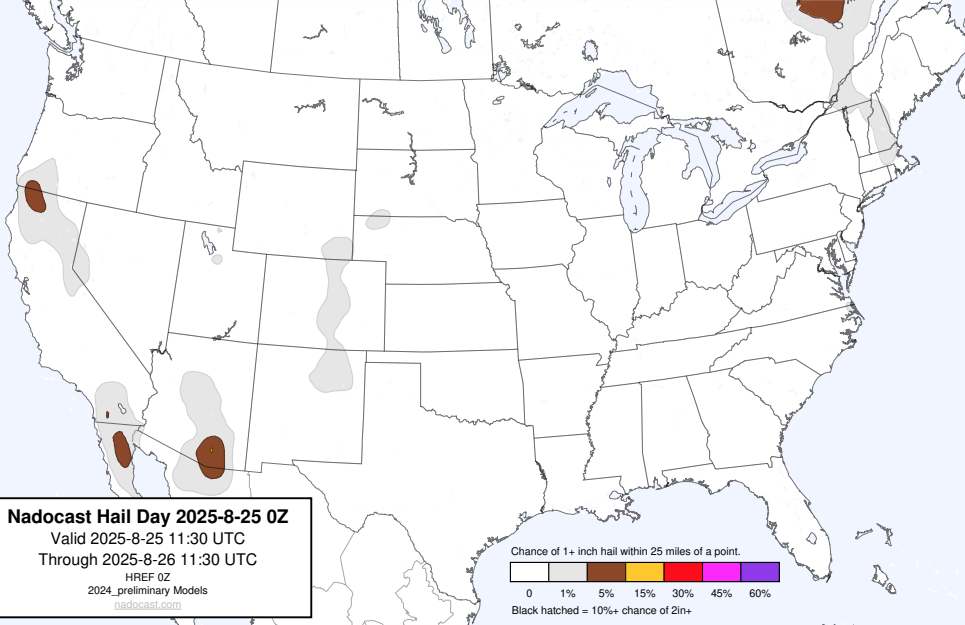 Nadocast Hail Day 2025-8-25 0Z
Valid 2025-8-25 11:30 UTC
Through 2025-8-26 11:30 UTC
HREF 0Z
2024_preliminary Models
nadocast.com
Chance of 1+ inch hail within 25 miles of a point.
0 1% 5% 15% 30% 45% 60%
Black hatched = 10%+ chance of 2in+